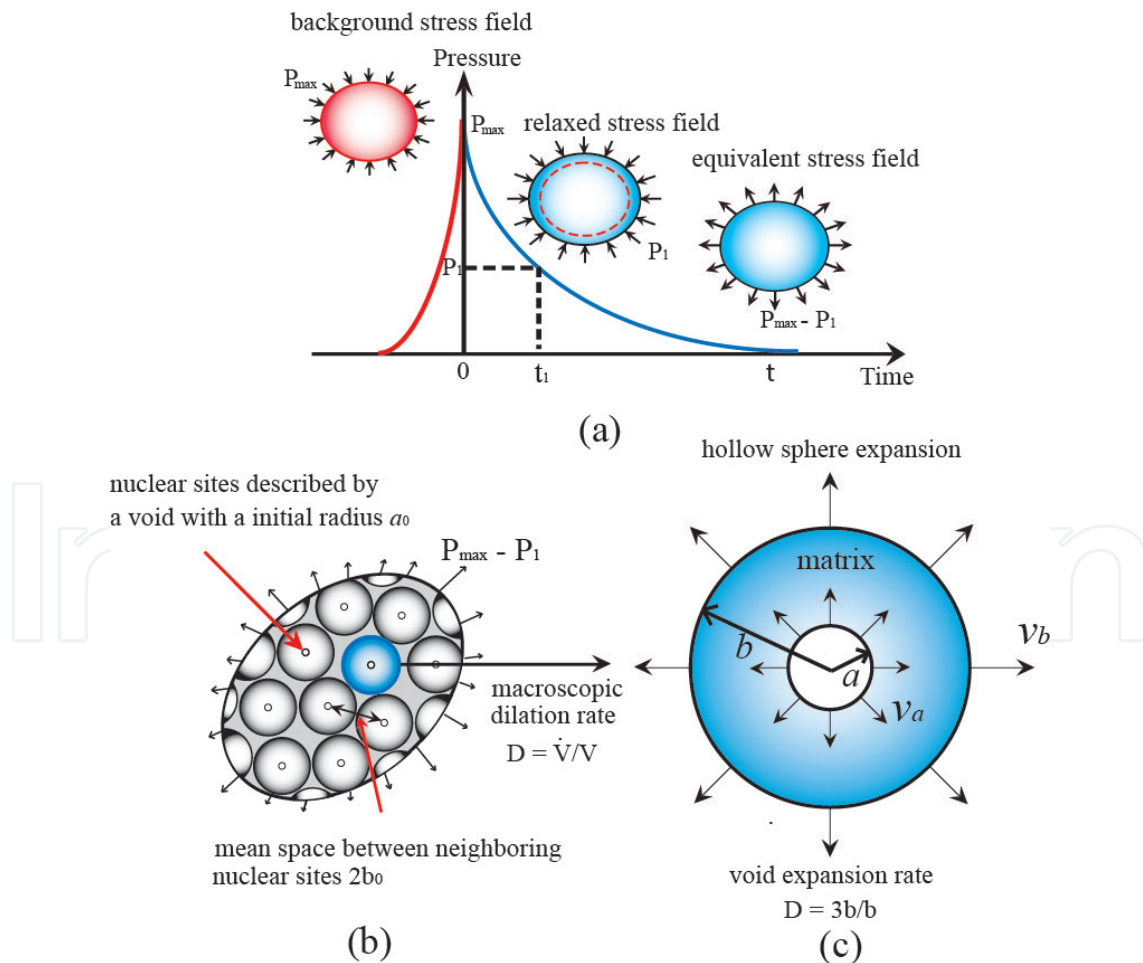 background stress field
Pressure
Pmax
Pmax
relaxed stress field
equivalent stress field
P1
P1
Pmax - P1
0
t1
t
Time
(a)
nuclear sites described by
a void with a initial radius a0
Pmax - P1
macroscopic
dilation rate
D = V̇/V
mean space between neighboring
nuclear sites 2b0
(b)
hollow sphere expansion
matrix
b
a
vb
va
void expansion rate
D = 3b/b
(c)